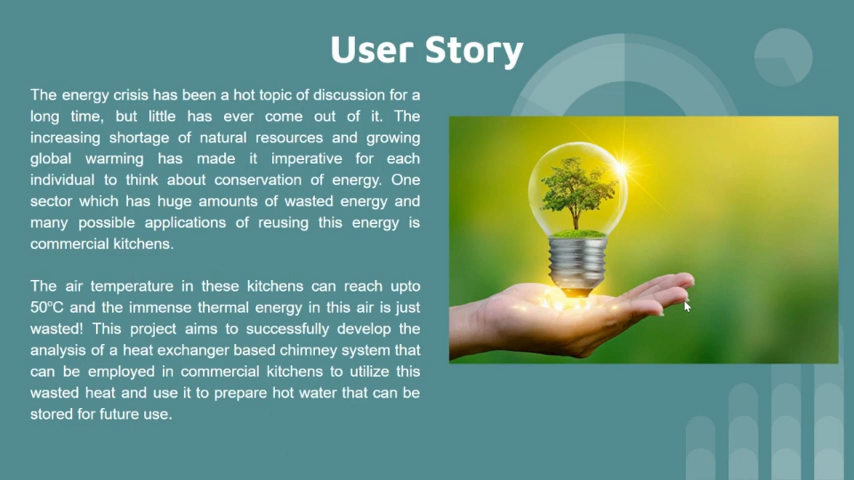 User Story
The energy crisis has been a hot topic of discussion for a
long time, but little has ever come out of it. The
increasing shortage of natural resources and growing
global warming has made it imperative for each
individual to think about conservation of energy. One
sector which has huge amounts of wasted energy and
many possible applications of reusing this energy is
commercial kitchens.
The air temperature in these kitchens can reach upto
50ºC and the immense thermal energy in this air is just
wasted! This project aims to successfully develop the
analysis of a heat exchanger based chimney system that
can be employed in commercial kitchens to utilize this
wasted heat and use it to prepare hot water that can be
stored for future use.